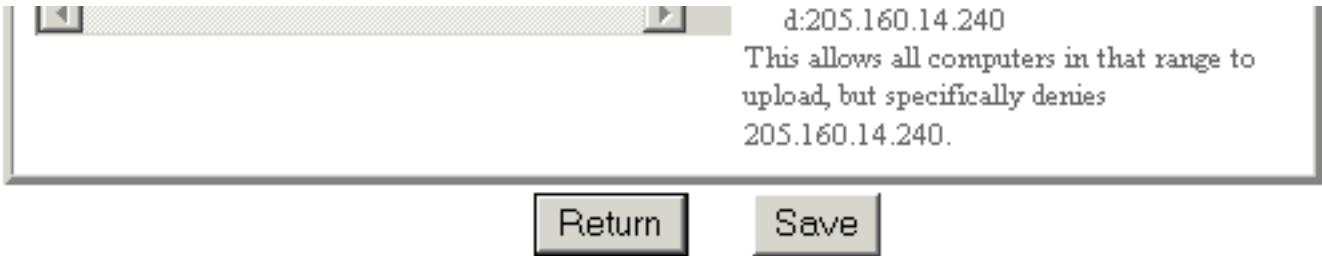 d:205.160.14.240
This allows all computers in that range to
upload, but specifically denies
205.160.14.240.
Return Save